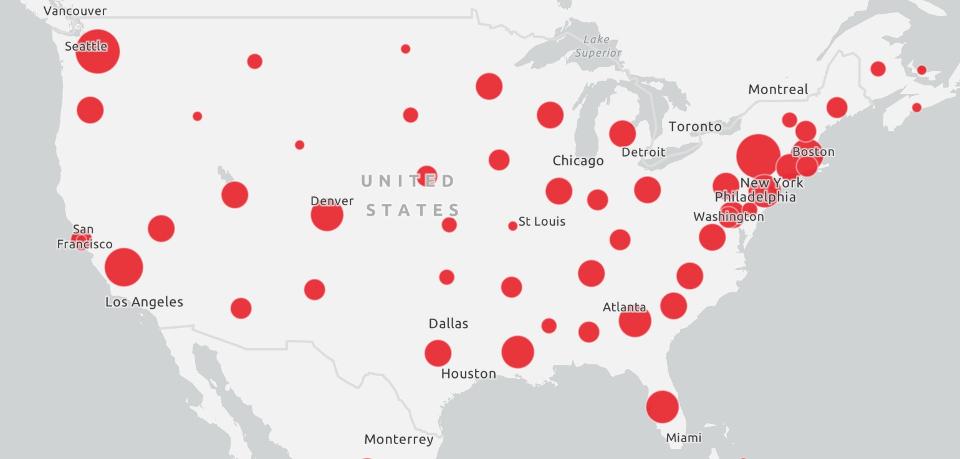 Vancouver
Seattle
Lake
Superior
Montreal
Toronto
Boston
Detroit
Chicago
UNITED
STATES
New York
Philadelphia
Denver
Washington
St Louis
San
Francisco
Los Angeles
Atlanta
Dallas
Houston
Monterrey
Miami